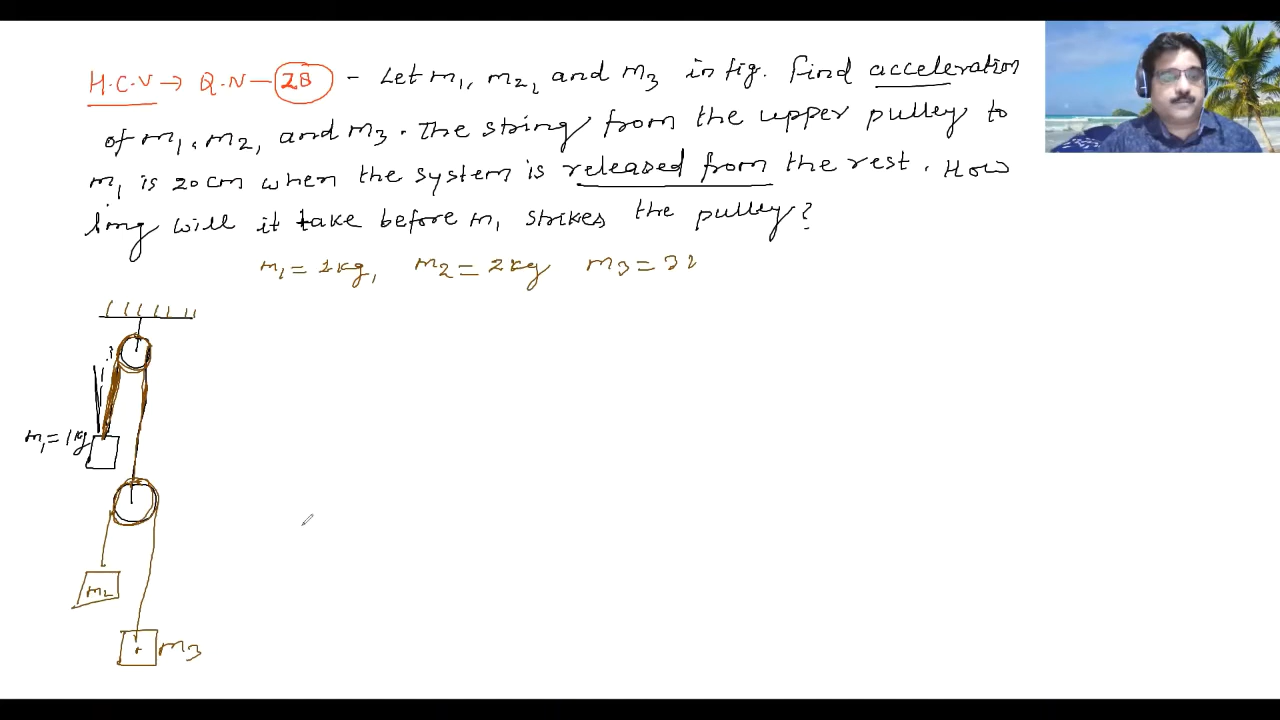 H.C.V → Q.N - 28 - Let m1, m2, and m3 in fig. find acceleration
of m1, m2, and m3. The string from the upper pulley to
m1 is 20cm when the system is released from the rest. How
long will it take before m1 strikes the pulley?
m1 = 1kg, m2 = 2kg m3 = 3
m1 = 1kg
m2
m3